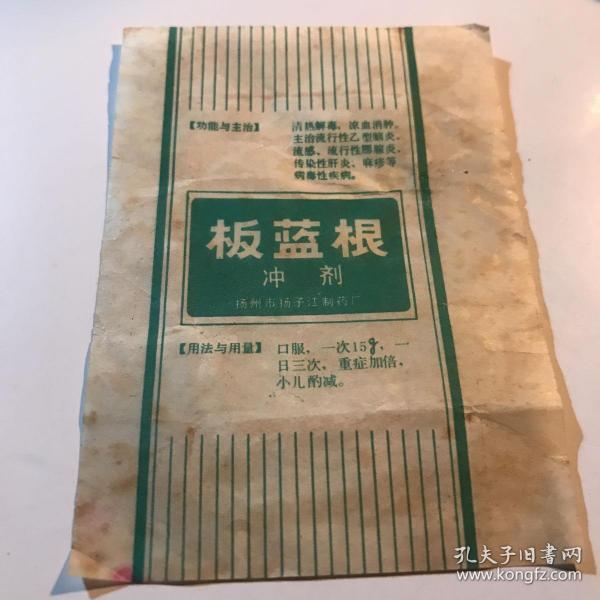 【功能与主治】
清热解毒，凉血消肿。
主治流行性乙型脑炎、
流感、流行性腮腺炎、
传染性肝炎、麻疹等
病毒性疾病。
板蓝根
冲剂
扬州市扬子江制药厂
【用法与用量】
口服，一次15g，一
日三次，重症加倍，
小儿酌减。
孔夫子旧书网
www.kongfz.com